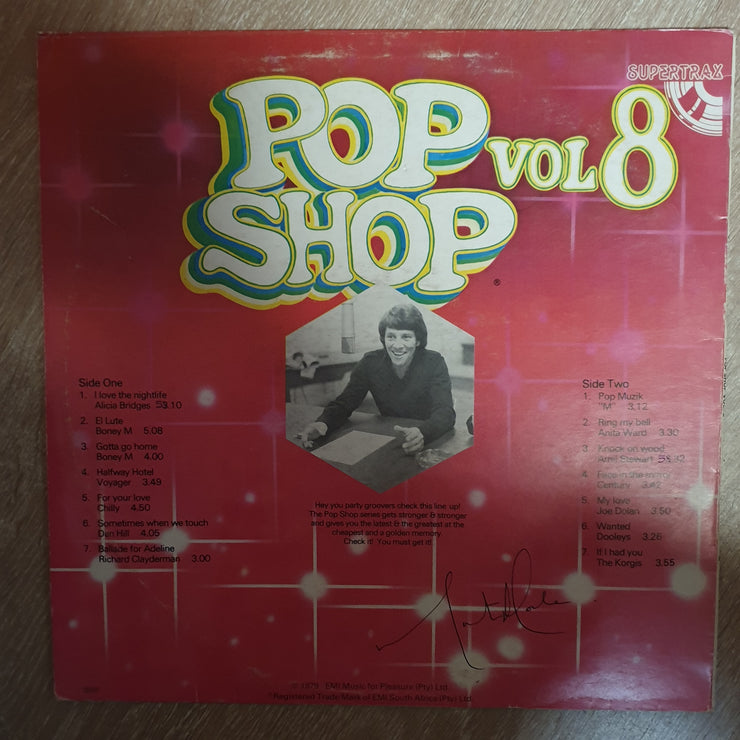 SUPERTRAX
POP
VOL 8
SHOP
®
Side One
1. I love the nightlife
Alicia Bridges 53.10
2. El Lute
Boney M 5.08
3. Gotta go home
Boney M 4.00
4. Halfway Hotel
Voyager 3.49
5. For your love
Chilly 4.50
6. Sometimes when we touch
Dan Hill 4.05
7. Ballade for Adeline
Richard Clayderman 3.00
Hey you party groovers check this line up!
The Pop Shop series gets stronger & stronger
and gives you the latest & the greatest at the
cheapest and a golden memory.
Check it! You must get it!
Side Two
1. Pop Muzik
"M" 3.12
2. Ring my bell
Anita Ward 3.30
3. Knock on wood
Amii Stewart
4. Face in the mirror
Century 3.42
5. My love
Joe Dolan 3.50
6. Wanted
Dooleys 3.26
7. If I had you
The Korgis 3.55
© 1979 EMI Music for Pleasure (Pty) Ltd.
® Registered Trade Mark of EMI South Africa (Pty) Ltd.